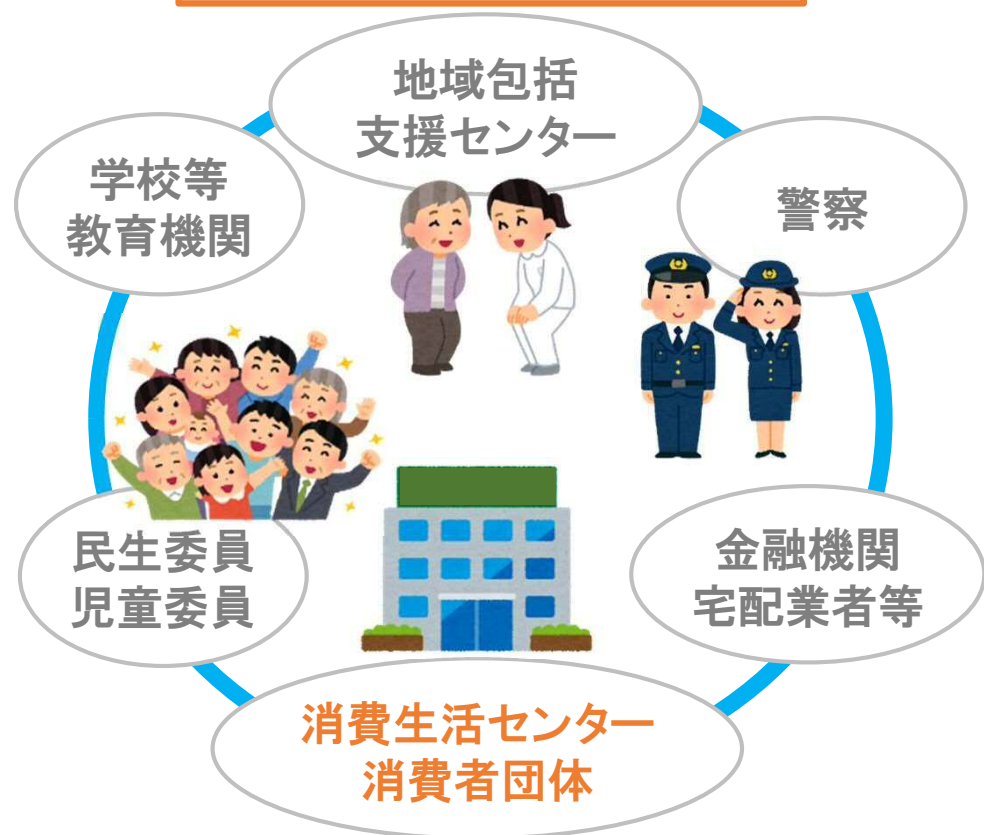 地域包括
支援センター
学校等
教育機関
警察
民生委員
児童委員
金融機関
宅配業者等
消費生活センター
消費者団体